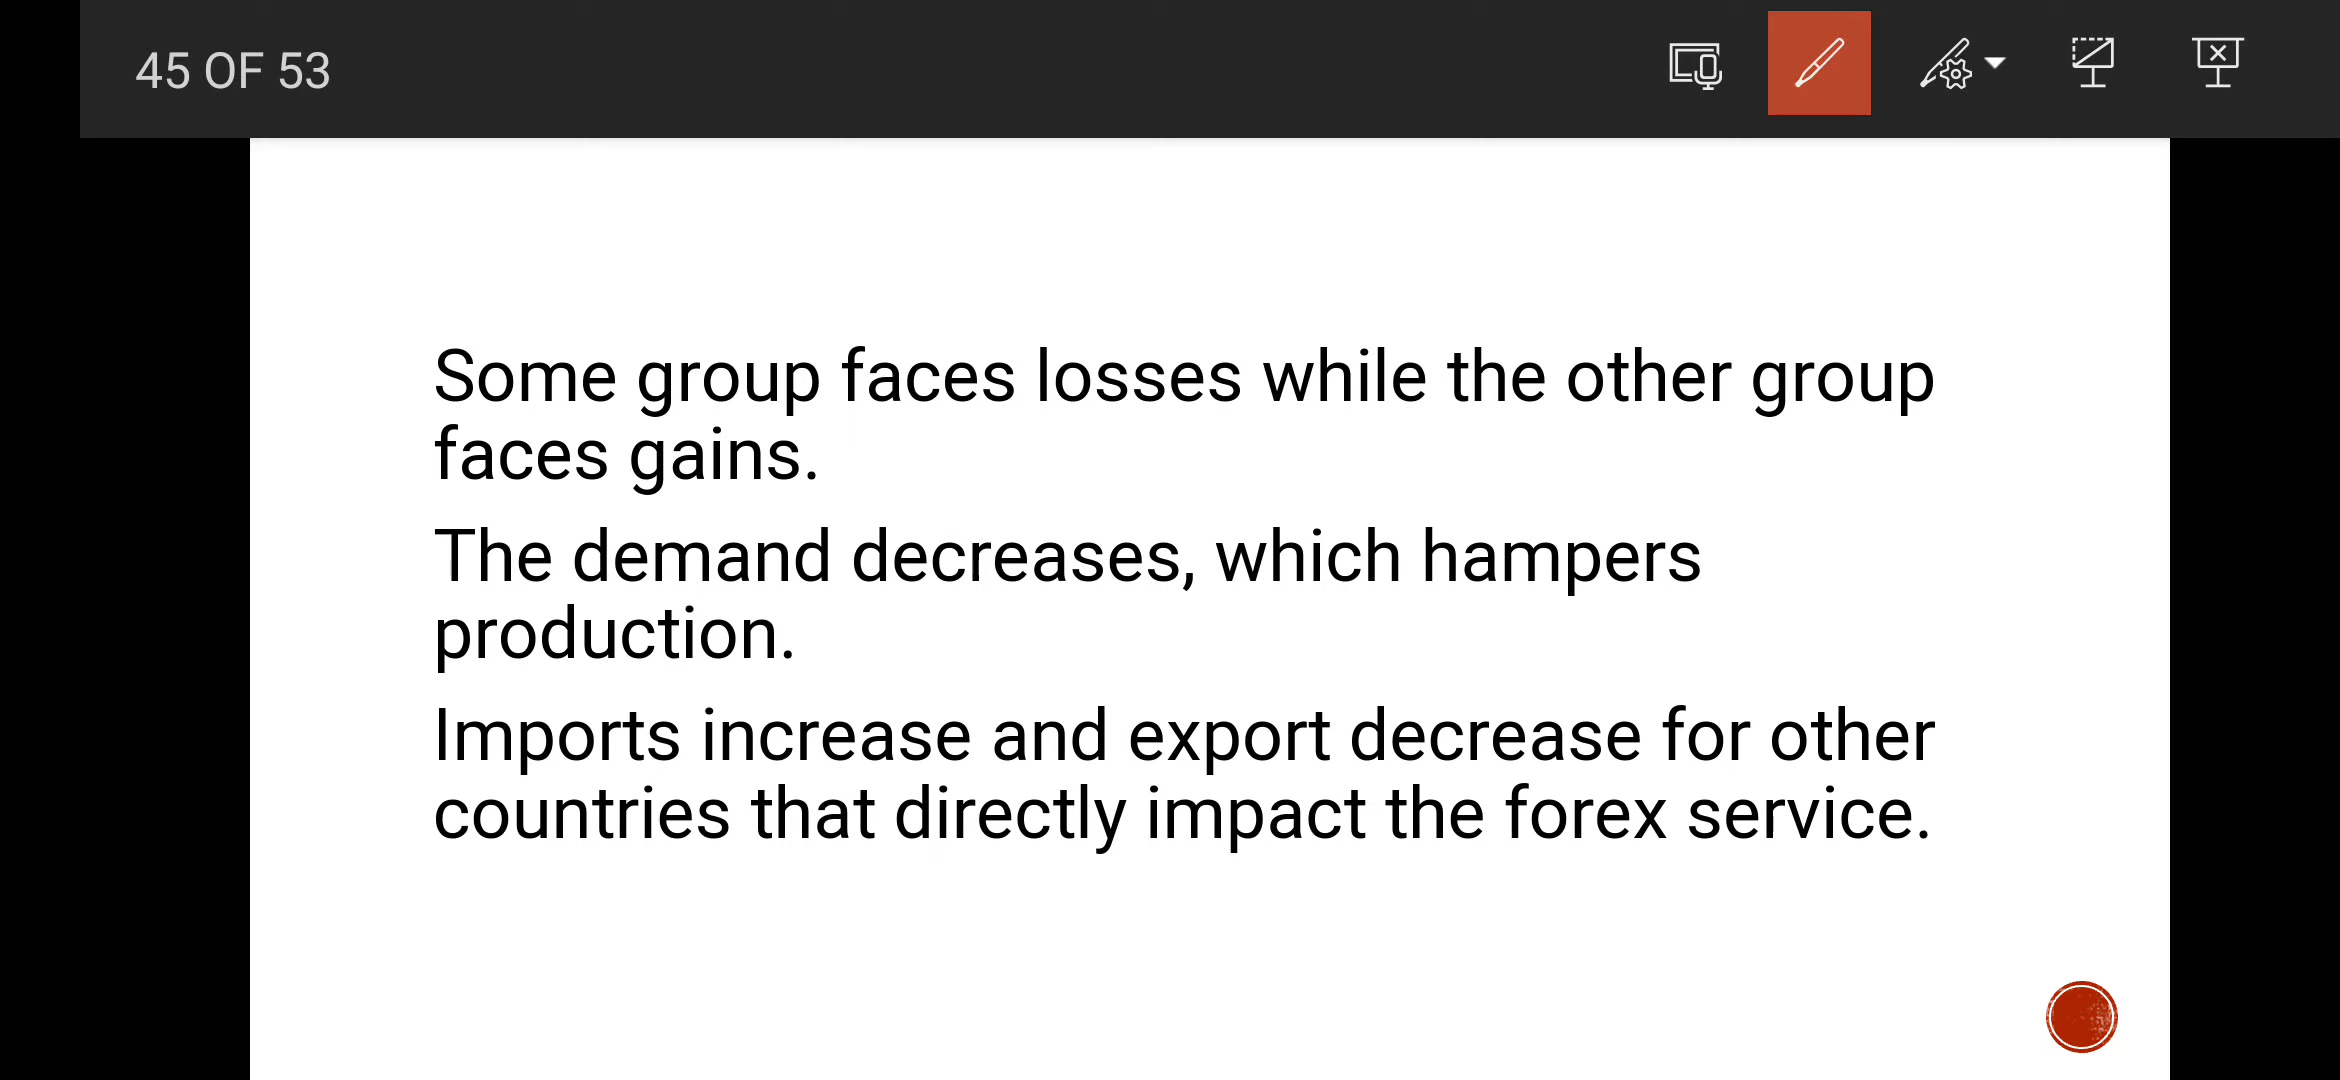 45 OF 53
Some group faces losses while the other group
faces gains.
The demand decreases, which hampers
production.
Imports increase and export decrease for other
countries that directly impact the forex service.